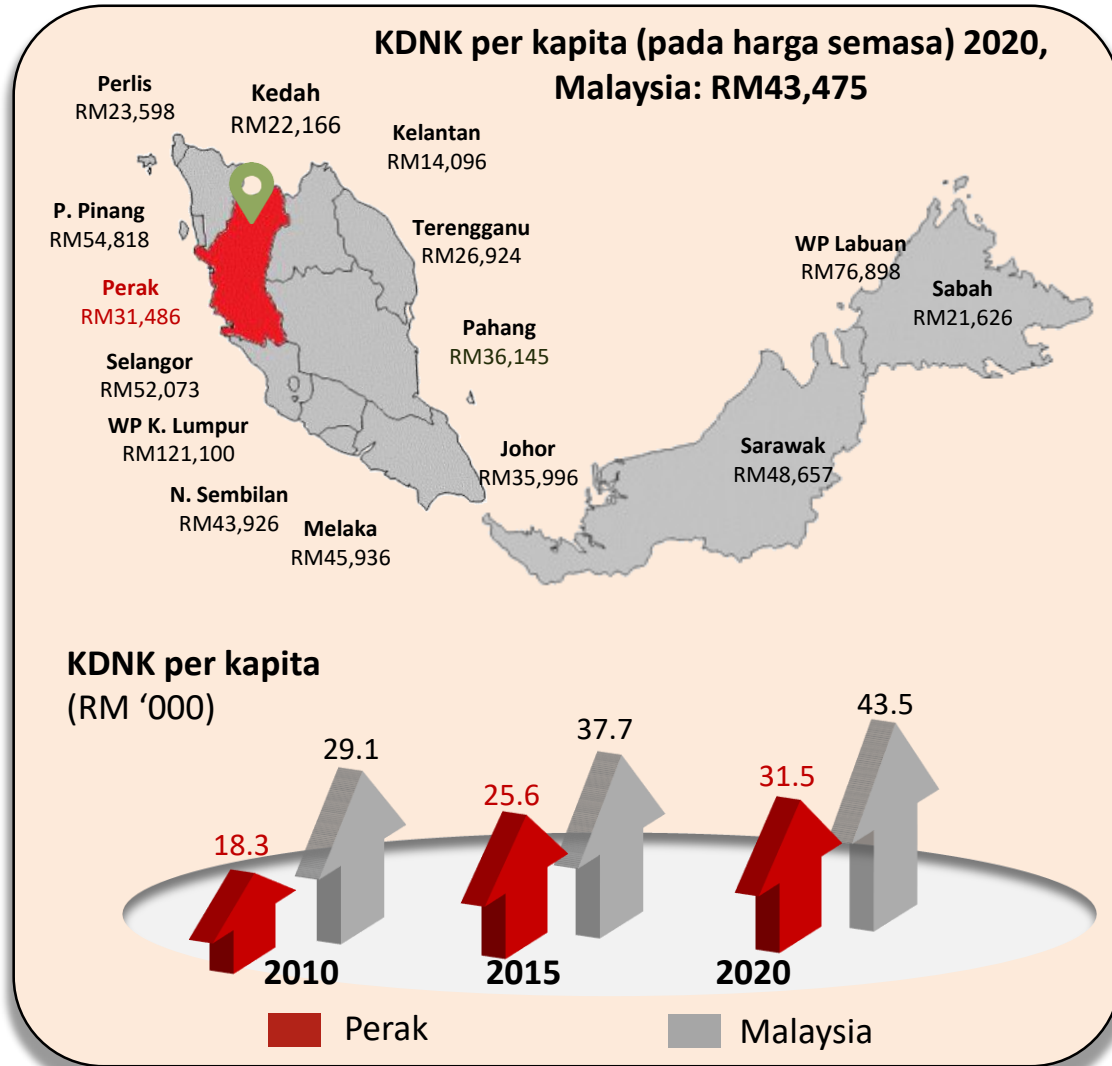 KDNK per kapita (pada harga semasa) 2020,
Malaysia: RM43,475
Perlis
RM23,598
Kedah
RM22,166
Kelantan
RM14,096
P. Pinang
RM54,818
Terengganu
RM26,924
WP Labuan
RM76,898
Sabah
RM21,626
Perak
RM31,486
Pahang
RM36,145
Selangor
RM52,073
WP K. Lumpur
RM121,100
Johor
RM35,996
Sarawak
RM48,657
N. Sembilan
RM43,926
Melaka
RM45,936
KDNK per kapita
(RM ‘000)
18.3
29.1
25.6
37.7
31.5
43.5
2010
2015
2020
Perak
Malaysia